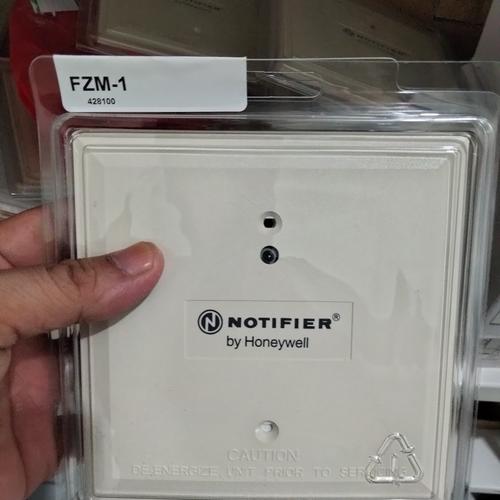 FZM-1
428100
N NOTIFIER®
by Honeywell
CAUTION
DE-ENERGIZE UNIT PRIOR TO SERVICING